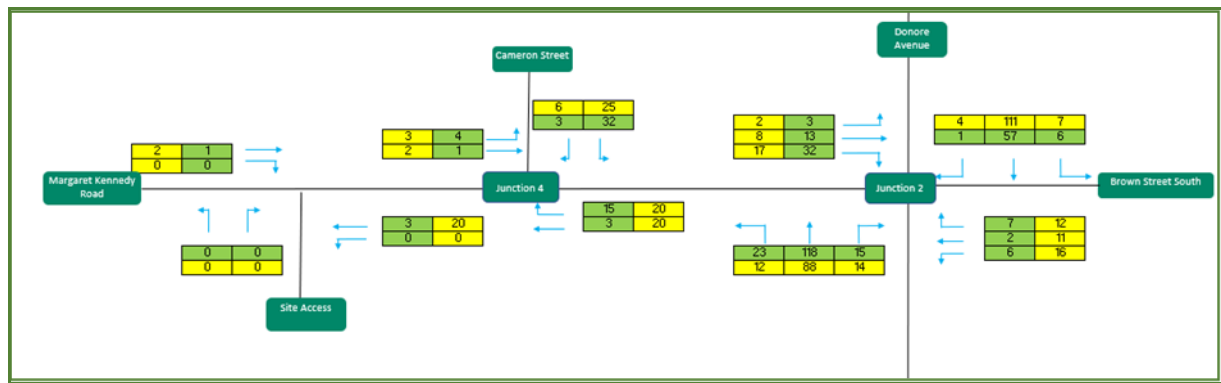 Donore
Avenue
Cameron Street
6 25
3 32
2 3
8 13
17 32
4 111 7
1 57 6
3 4
2 1
2 1
0 0
Margaret Kennedy
Road
Junction 4
Junction 2
Brown Street South
15 20
3 20
3 20
0 0
7 12
2 11
6 16
0 0
0 0
23 118 15
12 88 14
Site Access